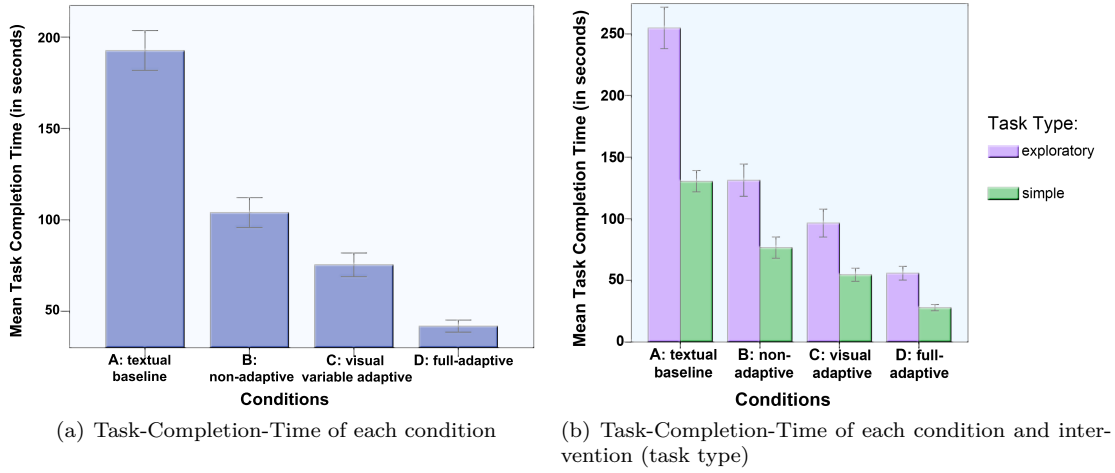 Mean Task Completion Time (in seconds)
200
150
100
50
A: textual
baseline
B:
non-adaptive
C: visual
variable adaptive
D: full-adaptive
Conditions
(a) Task-Completion-Time of each condition
Mean Task Completion Time (in seconds)
250
200
150
100
50
0
A: textual
baseline
B: non-
adaptive
C: visual
adaptive
D: full-
adaptive
Conditions
Task Type:
exploratory
simple
(b) Task-Completion-Time of each condition and inter-
vention (task type)